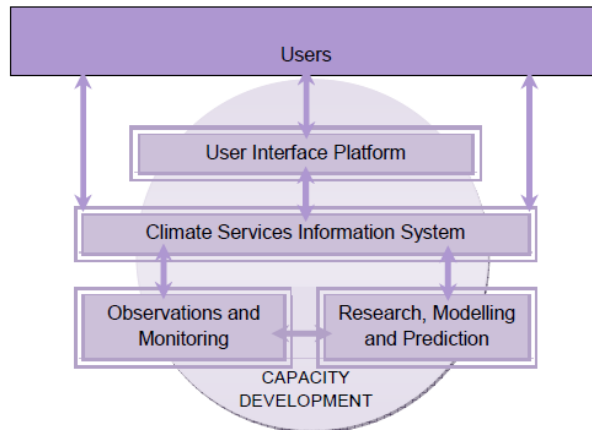 Users
User Interface Platform
Climate Services Information System
Observations and
Monitoring
Research, Modelling
and Prediction
CAPACITY
DEVELOPMENT